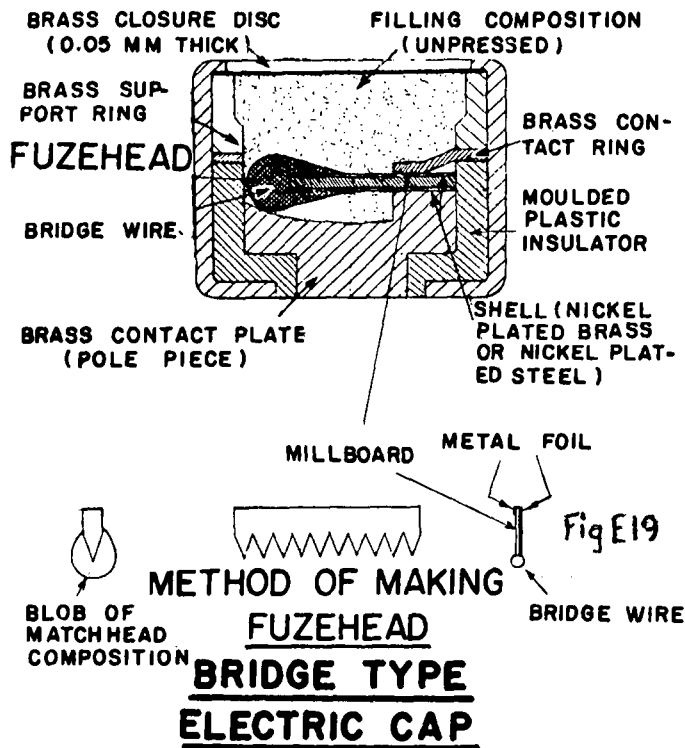 BRASS CLOSURE DISC
(0.05 MM THICK)
FILLING COMPOSITION
(UNPRESSED)
BRASS SUP-
PORT RING
FUZEHEAD
BRIDGE WIRE
BRASS CON-
TACT RING
MOULDED
PLASTIC
INSULATOR
BRASS CONTACT PLATE
(POLE PIECE)
SHELL (NICKEL
PLATED BRASS
OR NICKEL PLAT-
ED STEEL)
MILLBOARD
METAL FOIL
Fig E19
BRIDGE WIRE
BLOB OF
MATCHHEAD
COMPOSITION
METHOD OF MAKING
FUZEHEAD
BRIDGE TYPE
ELECTRIC CAP